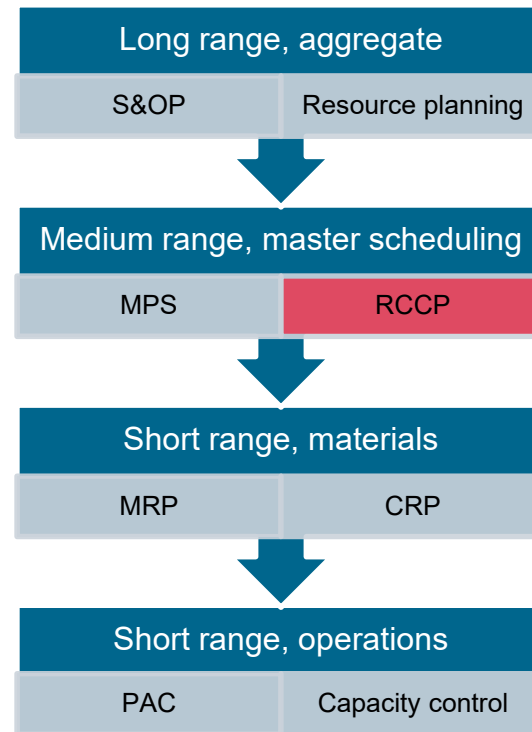 Long range, aggregate
S&OP
Resource planning
Medium range, master scheduling
MPS
RCCP
Short range, materials
MRP
CRP
Short range, operations
PAC
Capacity control